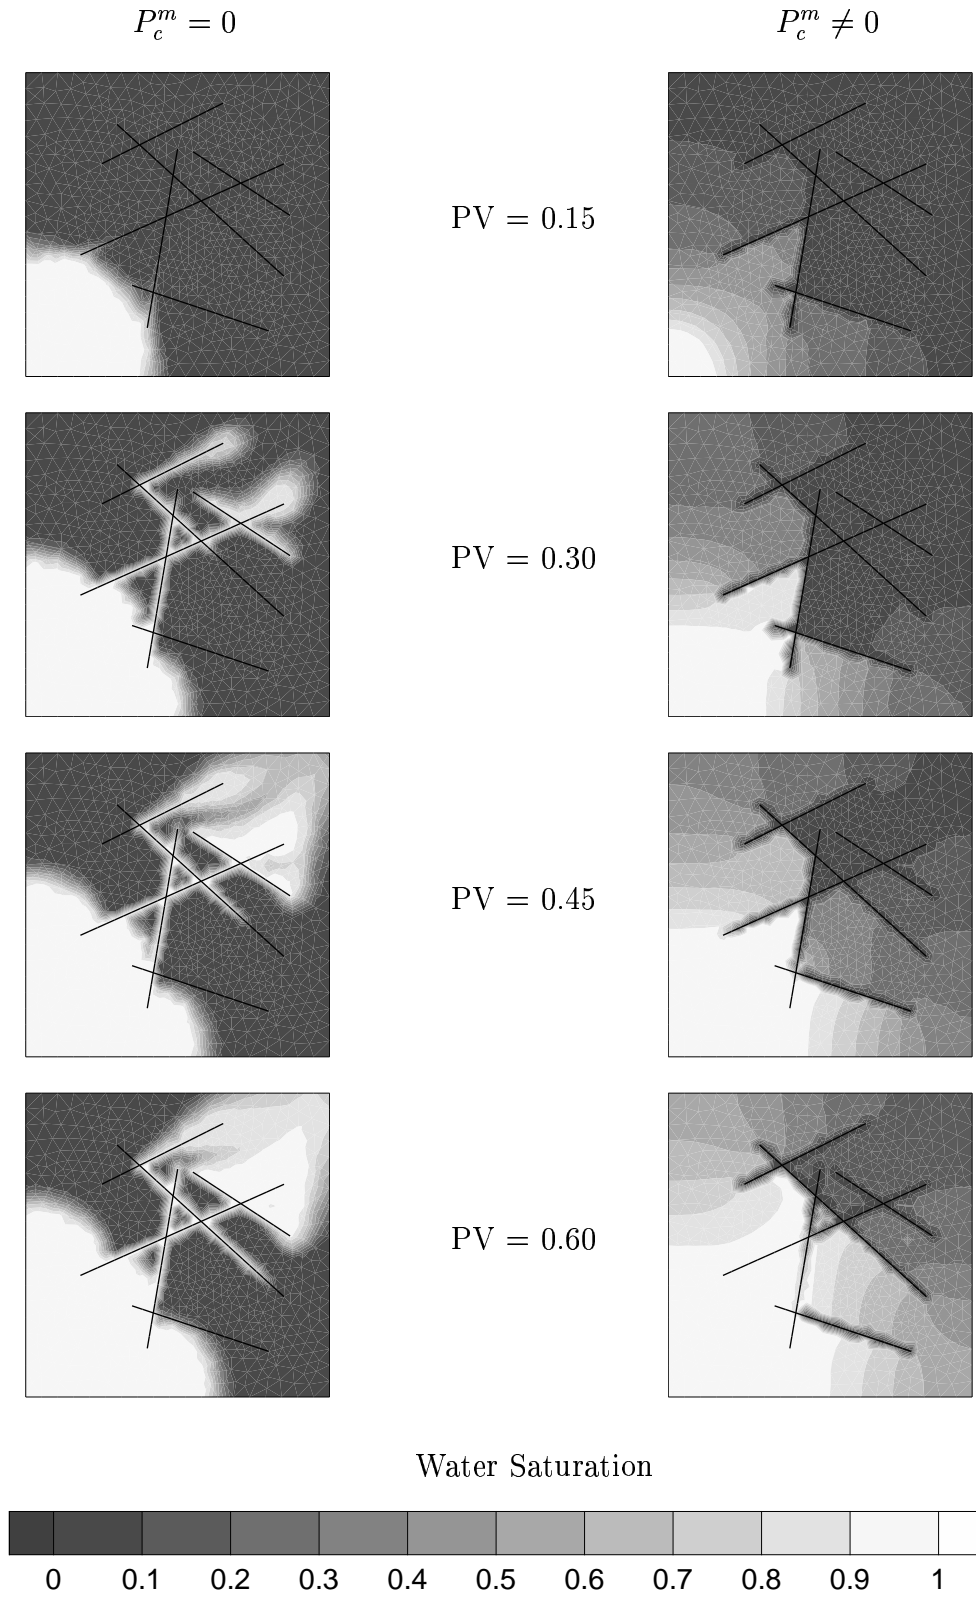 P_c^m = 0
P_c^m ≠ 0
PV = 0.15
PV = 0.30
PV = 0.45
PV = 0.60
Water Saturation
0 0.1 0.2 0.3 0.4 0.5 0.6 0.7 0.8 0.9 1